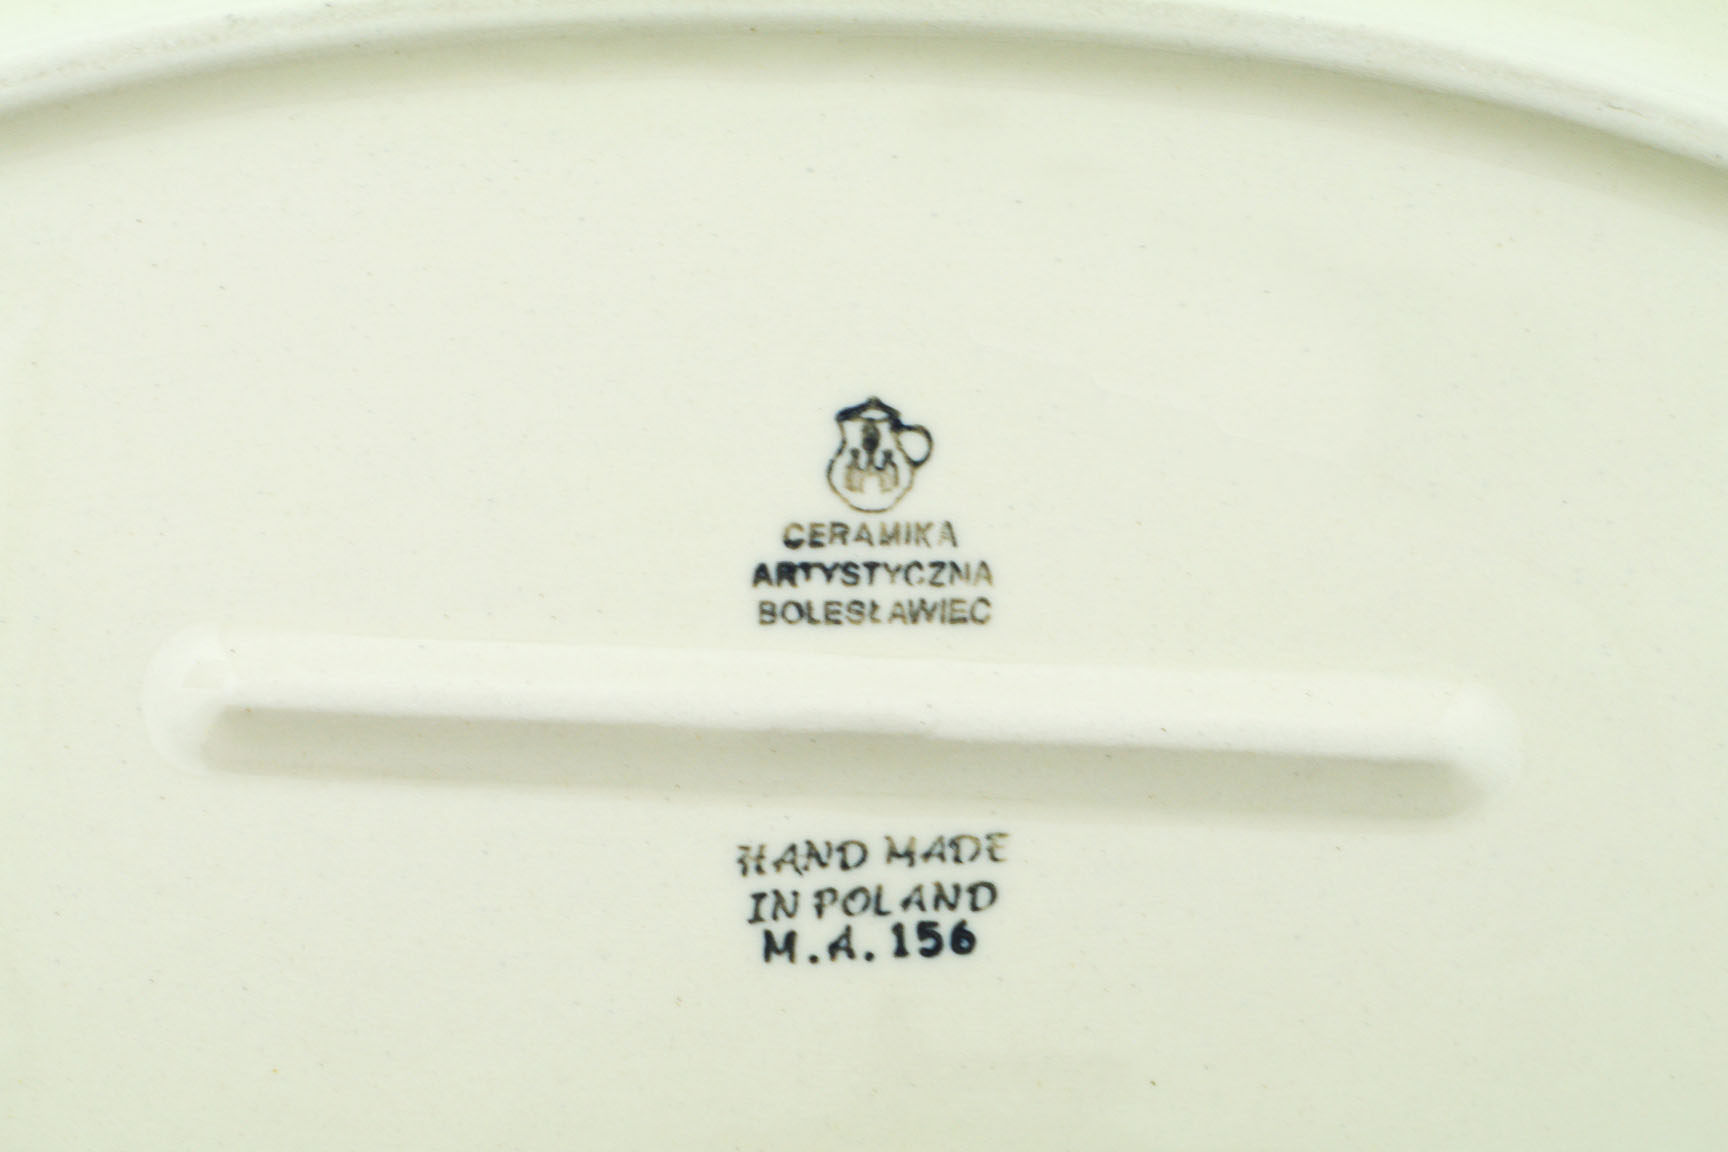 CERAMIKA
ARTYSTYCZNA
BOLESŁAWIEC
HAND MADE
IN POLAND
M.A.156